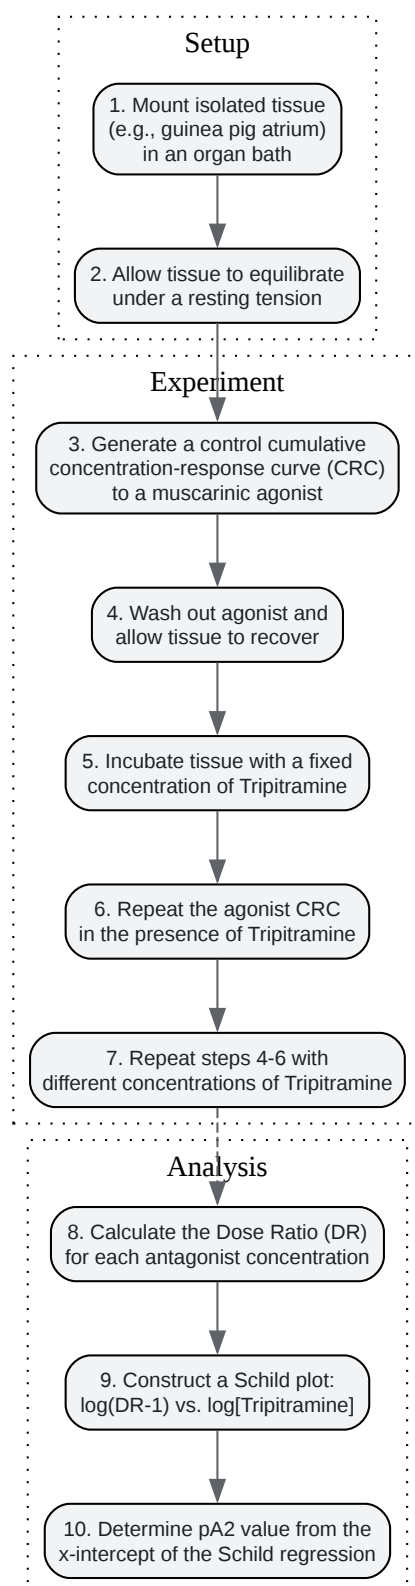 Setup
1. Mount isolated tissue
(e.g., guinea pig atrium)
in an organ bath
2. Allow tissue to equilibrate
under a resting tension
Experiment
3. Generate a control cumulative
concentration-response curve (CRC)
to a muscarinic agonist
4. Wash out agonist and
allow tissue to recover
5. Incubate tissue with a fixed
concentration of Tripitramine
6. Repeat the agonist CRC
in the presence of Tripitramine
7. Repeat steps 4-6 with
different concentrations of Tripitramine
Analysis
8. Calculate the Dose Ratio (DR)
for each antagonist concentration
9. Construct a Schild plot:
log(DR-1) vs. log[Tripitramine]
10. Determine pA2 value from the
x-intercept of the Schild regression